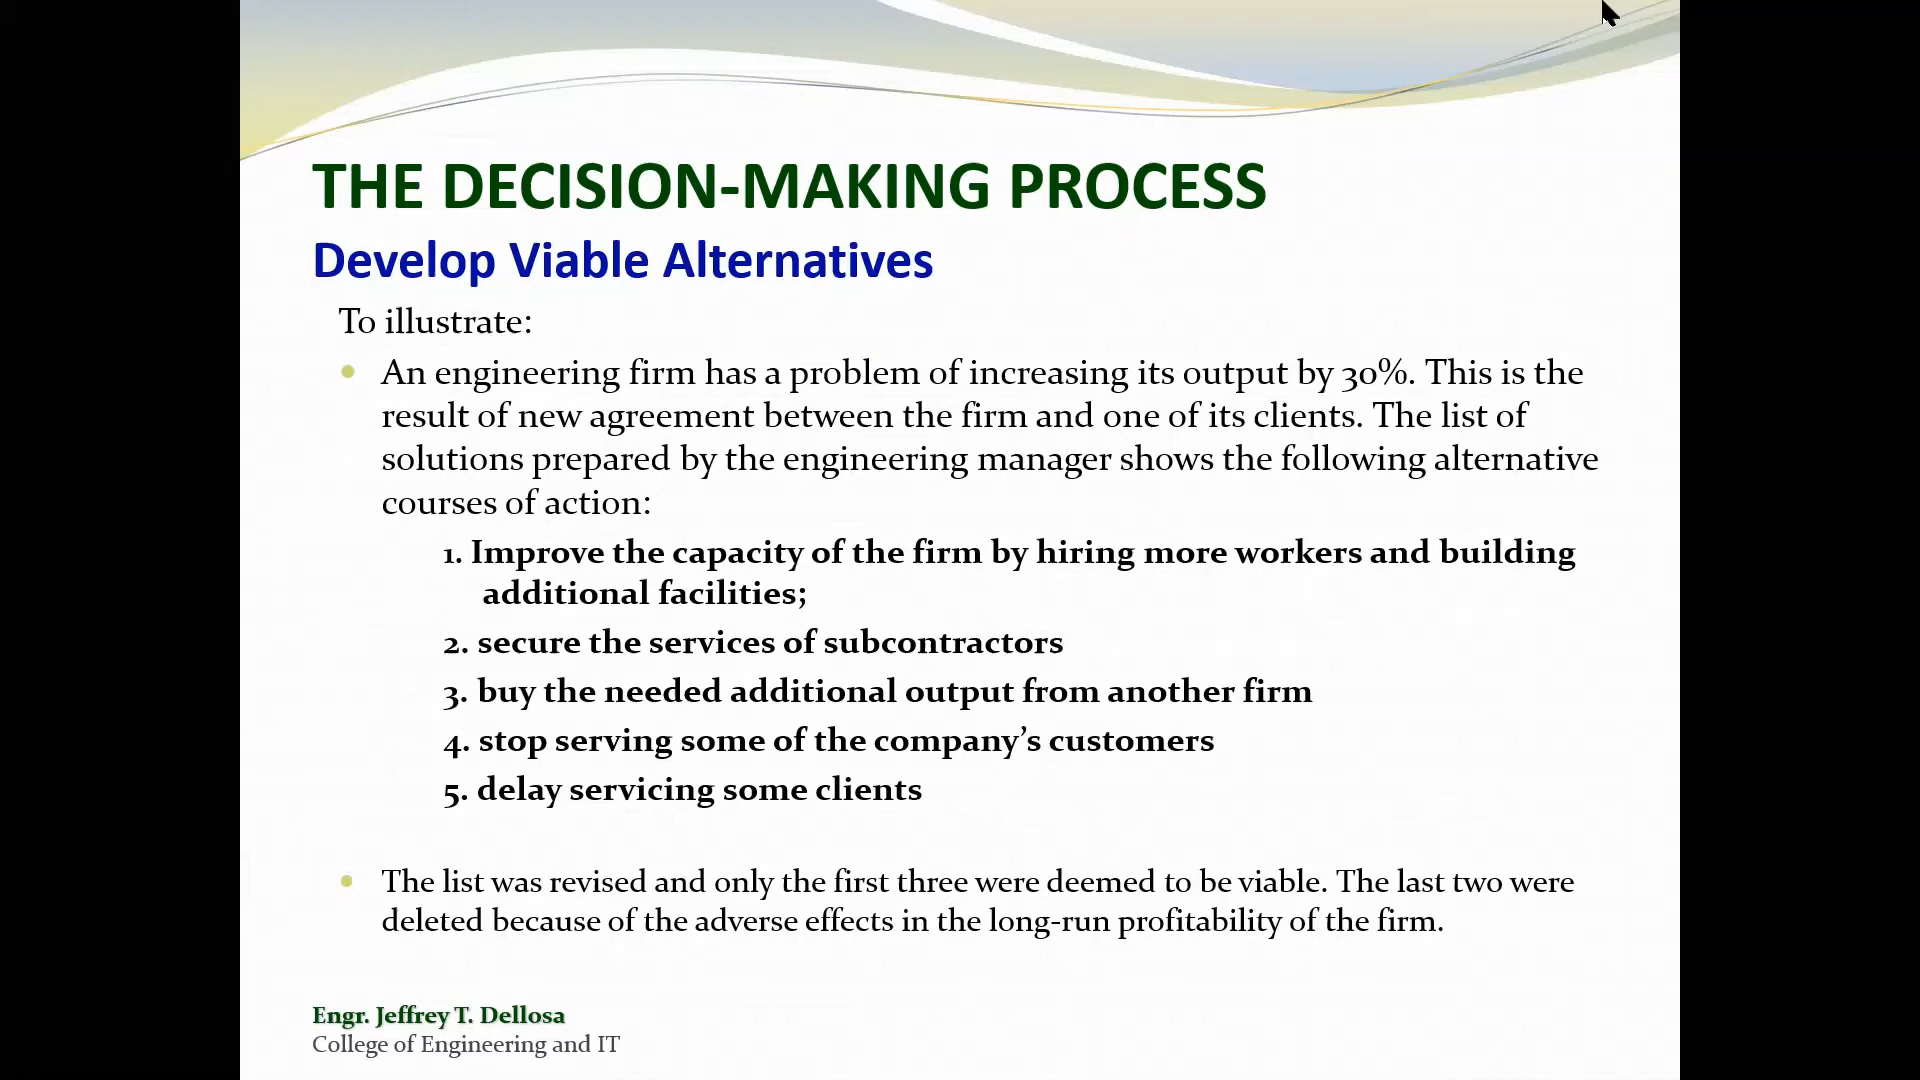 THE DECISION-MAKING PROCESS
Develop Viable Alternatives
To illustrate:
An engineering firm has a problem of increasing its output by 30%. This is the
result of new agreement between the firm and one of its clients. The list of
solutions prepared by the engineering manager shows the following alternative
courses of action:
1. Improve the capacity of the firm by hiring more workers and building
additional facilities;
2. secure the services of subcontractors
3. buy the needed additional output from another firm
4. stop serving some of the company’s customers
5. delay servicing some clients
The list was revised and only the first three were deemed to be viable. The last two were
deleted because of the adverse effects in the long-run profitability of the firm.
Engr. Jeffrey T. Dellosa
College of Engineering and IT